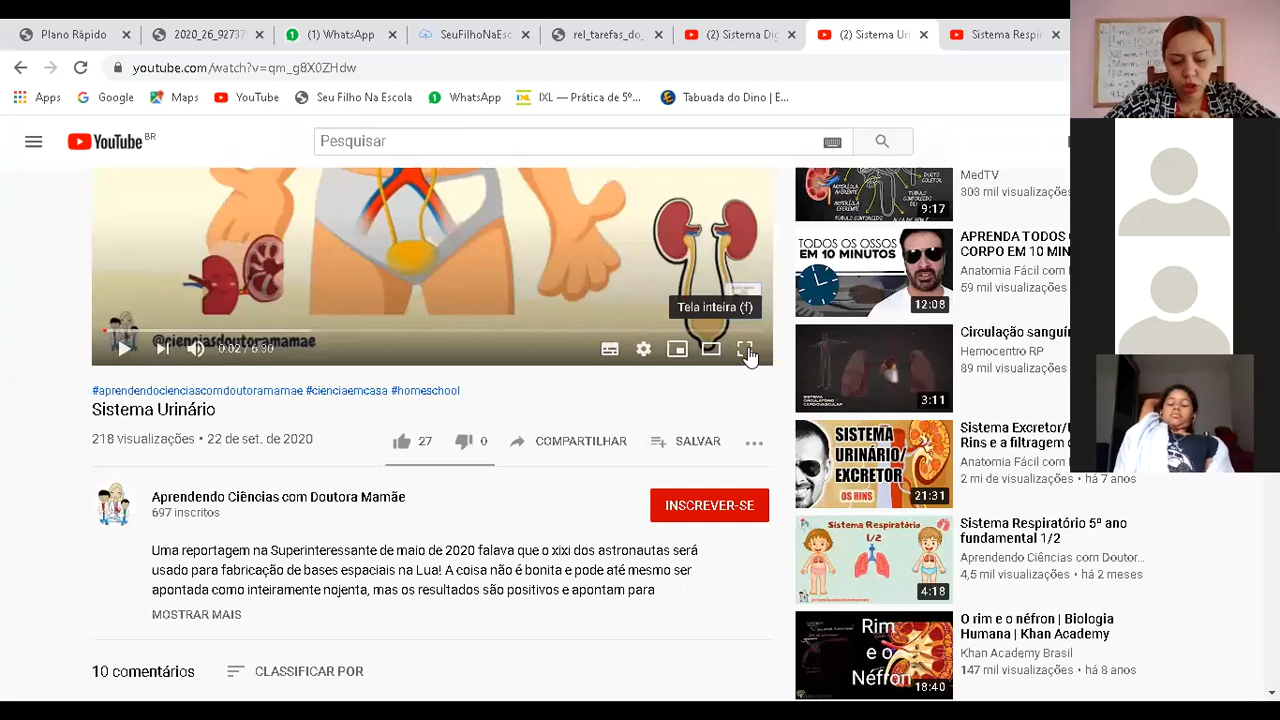 Plano Rápido
2020_26_9273
(1) WhatsApp
SeuFilhoNaEsc
rel_tarefas_do_
(2) Sistema Dig
(2) Sistema Uri
Sistema Respir
youtube.com/watch?v=qm_g8X0ZHdw
Apps
Google
Maps
YouTube
Seu Filho Na Escola
WhatsApp
IXL — Prática de 5º...
Tabuada do Dino | E...
YouTube BR
Pesquisar
Tela inteira (f)
@cienciasdoutoramamae
0:02 / 6:30
#aprendendocienciascomdoutoramamae #cienciaemcasa #homeschool
Sistema Urinário
218 visualizações • 22 de set. de 2020
27
0
COMPARTILHAR
SALVAR
Aprendendo Ciências com Doutora Mamãe
697 inscritos
INSCREVER-SE
Uma reportagem na Superinteressante de maio de 2020 falava que o xixi dos astronautas será
usado para fabricação de bases espaciais na Lua! A coisa não é bonita e pode até mesmo ser
apontada como inteiramente nojenta, mas os resultados são positivos e apontam para
MOSTRAR MAIS
1 comentário
CLASSIFICAR POR
9:17
MedTV
303 mil visualizações
TODOS OS OSSOS
EM 10 MINUTOS
12:08
APRENDA TODOS
CORPO EM 10 MIN
Anatomia Fácil com
59 mil visualizações
SISTEMA
CIRCULATÓRIO
CARDIOVASCULAR
3:11
Circulação sanguí
Hemocentro RP
89 mil visualizações
SISTEMA
URINÁRIO/
EXCRETOR
OS RINS
21:31
Sistema Excretor/
Rins e a filtragem
Anatomia Fácil com
2 mi de visualizações • há 7 anos
Sistema Respiratório
1/2
4:18
Sistema Respiratório 5º ano
fundamental 1/2
Aprendendo Ciências com Doutor...
4,5 mil visualizações • há 2 meses
Rim
e o
Néfron
18:40
O rim e o néfron | Biologia
Humana | Khan Academy
Khan Academy Brasil
147 mil visualizações • há 8 anos